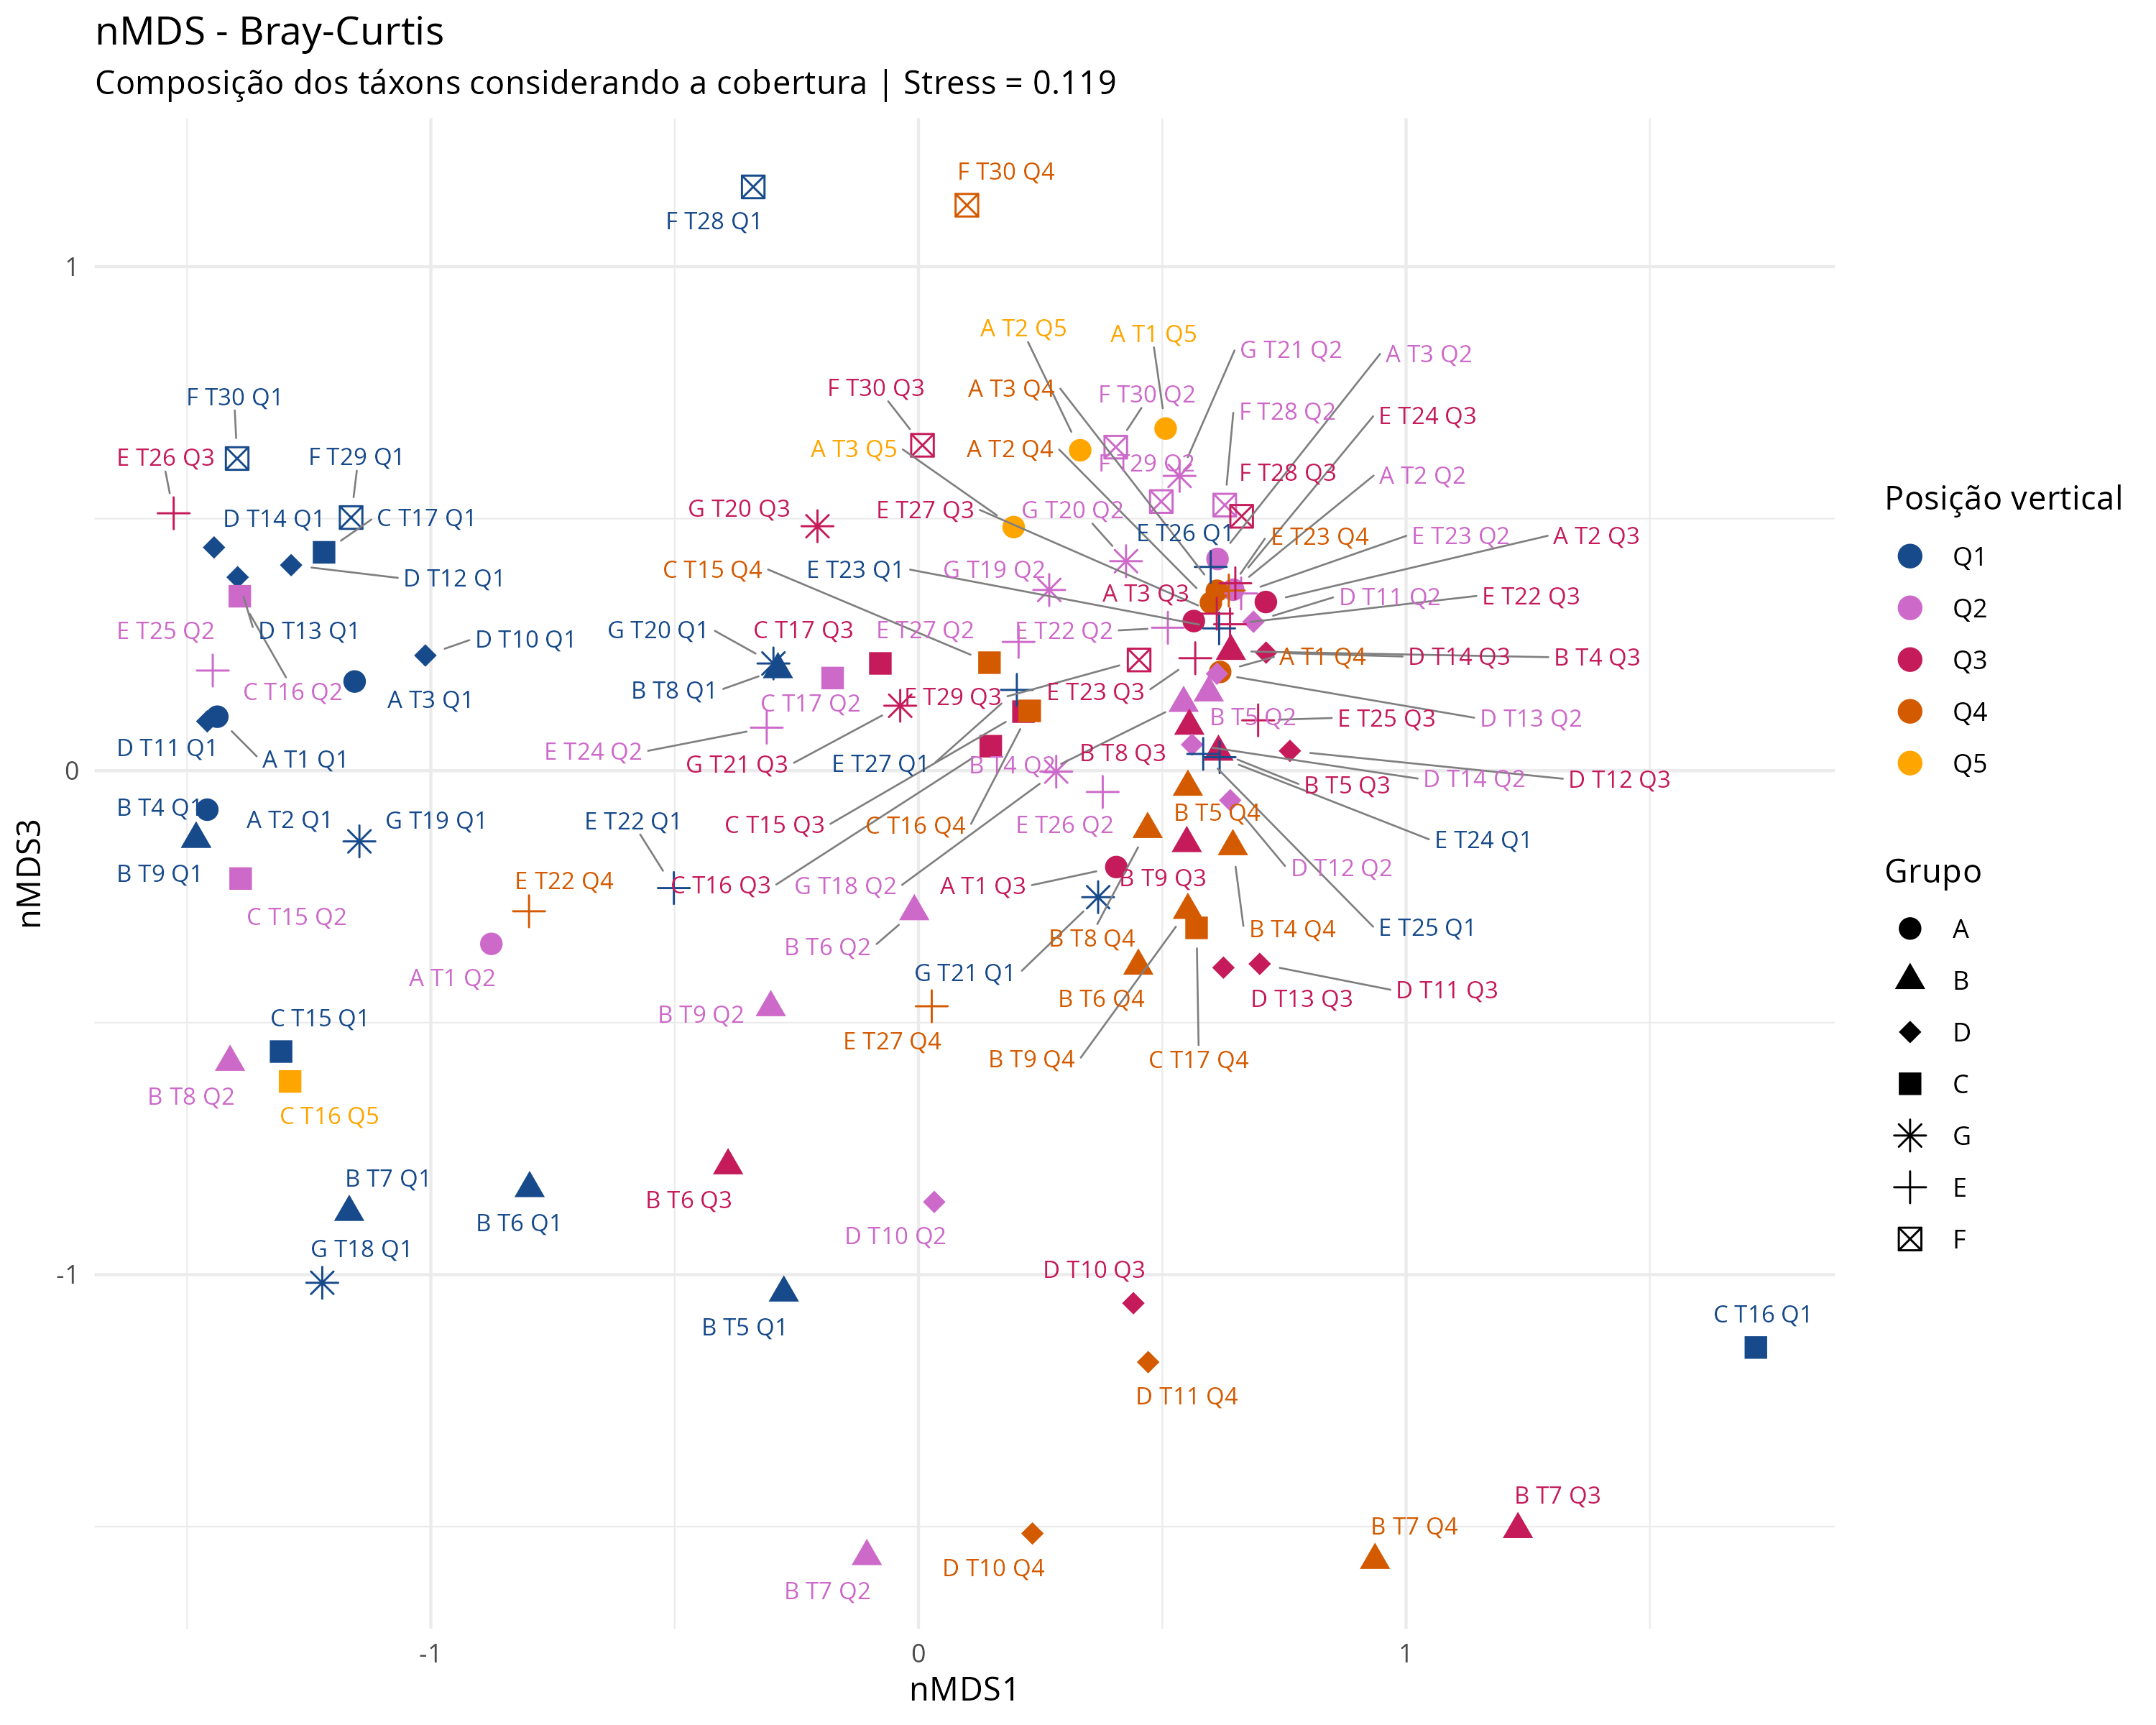 nMDS - Bray-Curtis
Composição dos táxons considerando a cobertura | Stress = 0.119
F T30 Q4
F T28 Q1
1
A T2 Q5
A T1 Q5
G T21 Q2
A T3 Q2
F T30 Q3
A T3 Q4
F T30 Q2
F T30 Q1
F T28 Q2
E T24 Q3
E T26 Q3
F T29 Q1
A T3 Q5
A T2 Q4
F T29 Q2
F T28 Q3
A T2 Q2
D T14 Q1
C T17 Q1
G T20 Q3
E T27 Q3
G T20 Q2
E T26 Q1
E T23 Q4
E T23 Q2
A T2 Q3
D T12 Q1
C T15 Q4
E T23 Q1
G T19 Q2
A T3 Q3
D T11 Q2
E T22 Q3
E T25 Q2
D T13 Q1
D T10 Q1
G T20 Q1
C T17 Q3
E T27 Q2
E T22 Q2
A T1 Q4
D T14 Q3
B T4 Q3
C T16 Q2
A T3 Q1
B T8 Q1
C T17 Q2
F T29 Q3
E T23 Q3
B T5 Q2
E T25 Q3
D T13 Q2
D T11 Q1
A T1 Q1
E T24 Q2
G T21 Q3
E T27 Q1
B T4 Q2
B T8 Q3
B T5 Q3
D T14 Q2
D T12 Q3
0
B T4 Q1
A T2 Q1
G T19 Q1
E T22 Q1
C T15 Q3
C T16 Q4
E T26 Q2
B T5 Q4
E T24 Q1
B T9 Q1
E T22 Q4
C T16 Q3
G T18 Q2
A T1 Q3
B T9 Q3
D T12 Q2
C T15 Q2
B T6 Q2
B T8 Q4
B T4 Q4
E T25 Q1
A T1 Q2
G T21 Q1
B T6 Q4
D T13 Q3
D T11 Q3
C T15 Q1
B T9 Q2
E T27 Q4
B T9 Q4
C T17 Q4
B T8 Q2
C T16 Q5
B T7 Q1
B T6 Q1
B T6 Q3
D T10 Q2
G T18 Q1
D T10 Q3
-1
B T5 Q1
C T16 Q1
D T11 Q4
B T7 Q3
B T7 Q4
D T10 Q4
B T7 Q2
-1
0
1
nMDS1
nMDS3
Posição vertical
Q1
Q2
Q3
Q4
Q5
Grupo
A
B
D
C
G
E
F